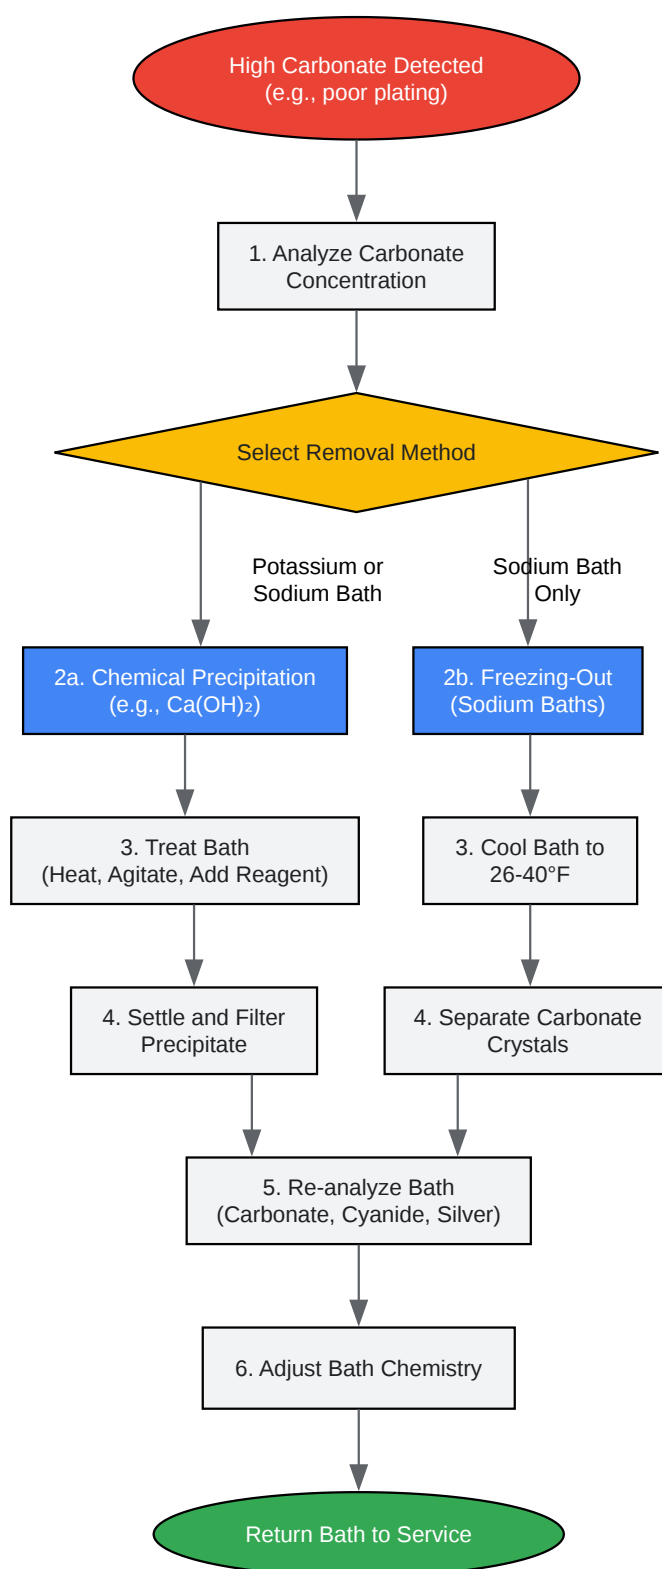 High Carbonate Detected
(e.g., poor plating)
1. Analyze Carbonate
Concentration
Select Removal Method
Potassium or
Sodium Bath
Sodium Bath
Only
2a. Chemical Precipitation
(e.g., Ca(OH)₂)
2b. Freezing-Out
(Sodium Baths)
3. Treat Bath
(Heat, Agitate, Add Reagent)
3. Cool Bath to
26-40°F
4. Settle and Filter
Precipitate
4. Separate Carbonate
Crystals
5. Re-analyze Bath
(Carbonate, Cyanide, Silver)
6. Adjust Bath Chemistry
Return Bath to Service